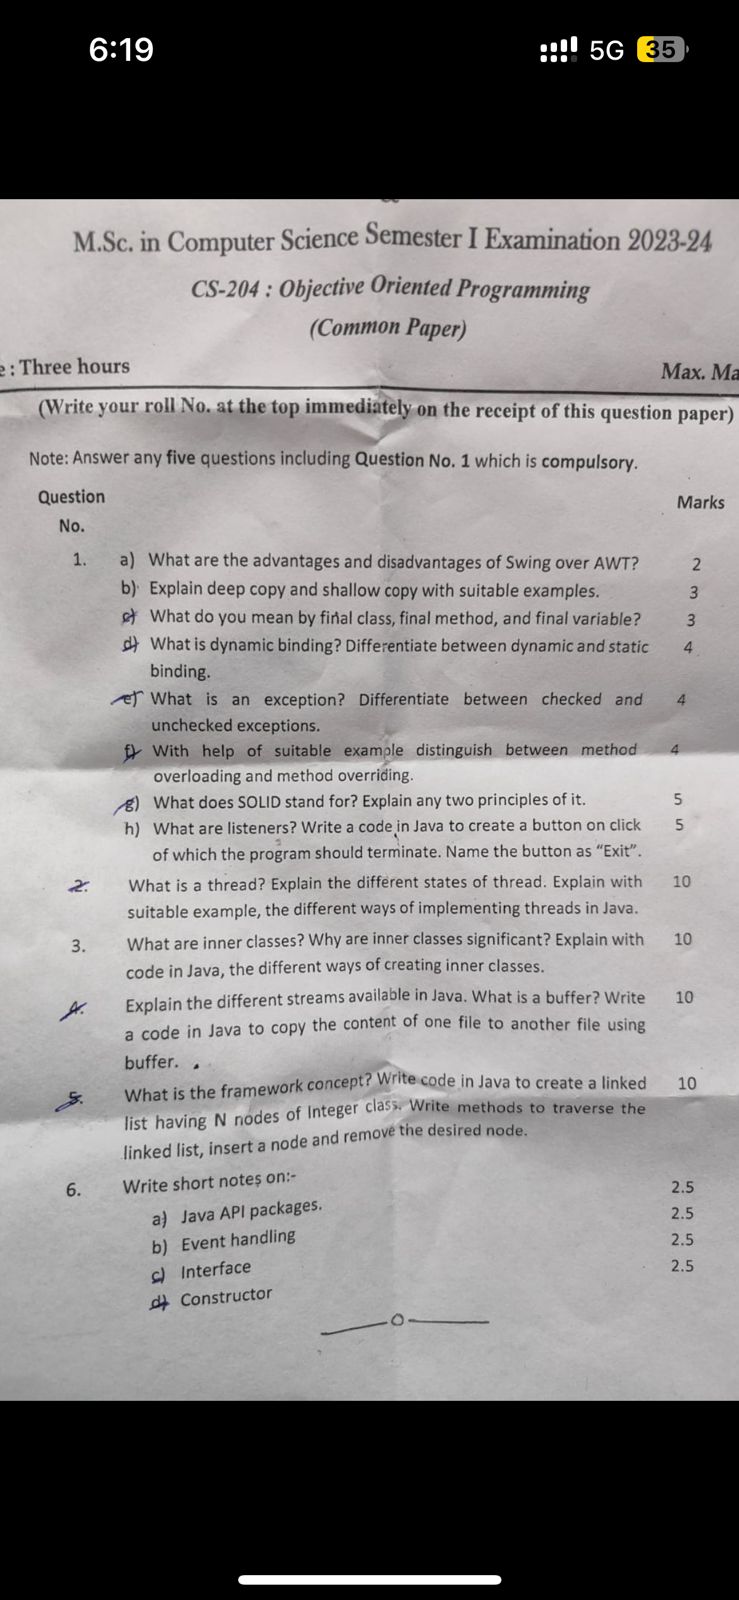 6:19 5G 35
M.Sc. in Computer Science Semester I Examination 2023-24
CS-204 : Objective Oriented Programming
(Common Paper)
: Three hours Max. Ma
(Write your roll No. at the top immediately on the receipt of this question paper)
Note: Answer any five questions including Question No. 1 which is compulsory.
Question Marks
No.
1. a) What are the advantages and disadvantages of Swing over AWT? 2
b) Explain deep copy and shallow copy with suitable examples. 3
c) What do you mean by final class, final method, and final variable? 3
d) What is dynamic binding? Differentiate between dynamic and static 4
binding.
e) What is an exception? Differentiate between checked and 4
unchecked exceptions.
f) With help of suitable example distinguish between method 4
overloading and method overriding.
g) What does SOLID stand for? Explain any two principles of it. 5
h) What are listeners? Write a code in Java to create a button on click 5
of which the program should terminate. Name the button as "Exit".
2. What is a thread? Explain the different states of thread. Explain with 10
suitable example, the different ways of implementing threads in Java.
3. What are inner classes? Why are inner classes significant? Explain with 10
code in Java, the different ways of creating inner classes.
4. Explain the different streams available in Java. What is a buffer? Write 10
a code in Java to copy the content of one file to another file using
buffer.
5. What is the framework concept? Write code in Java to create a linked 10
list having N nodes of Integer class. Write methods to traverse the
linked list, insert a node and remove the desired node.
6. Write short notes on:- 2.5
a) Java API packages. 2.5
b) Event handling 2.5
c) Interface 2.5
d) Constructor